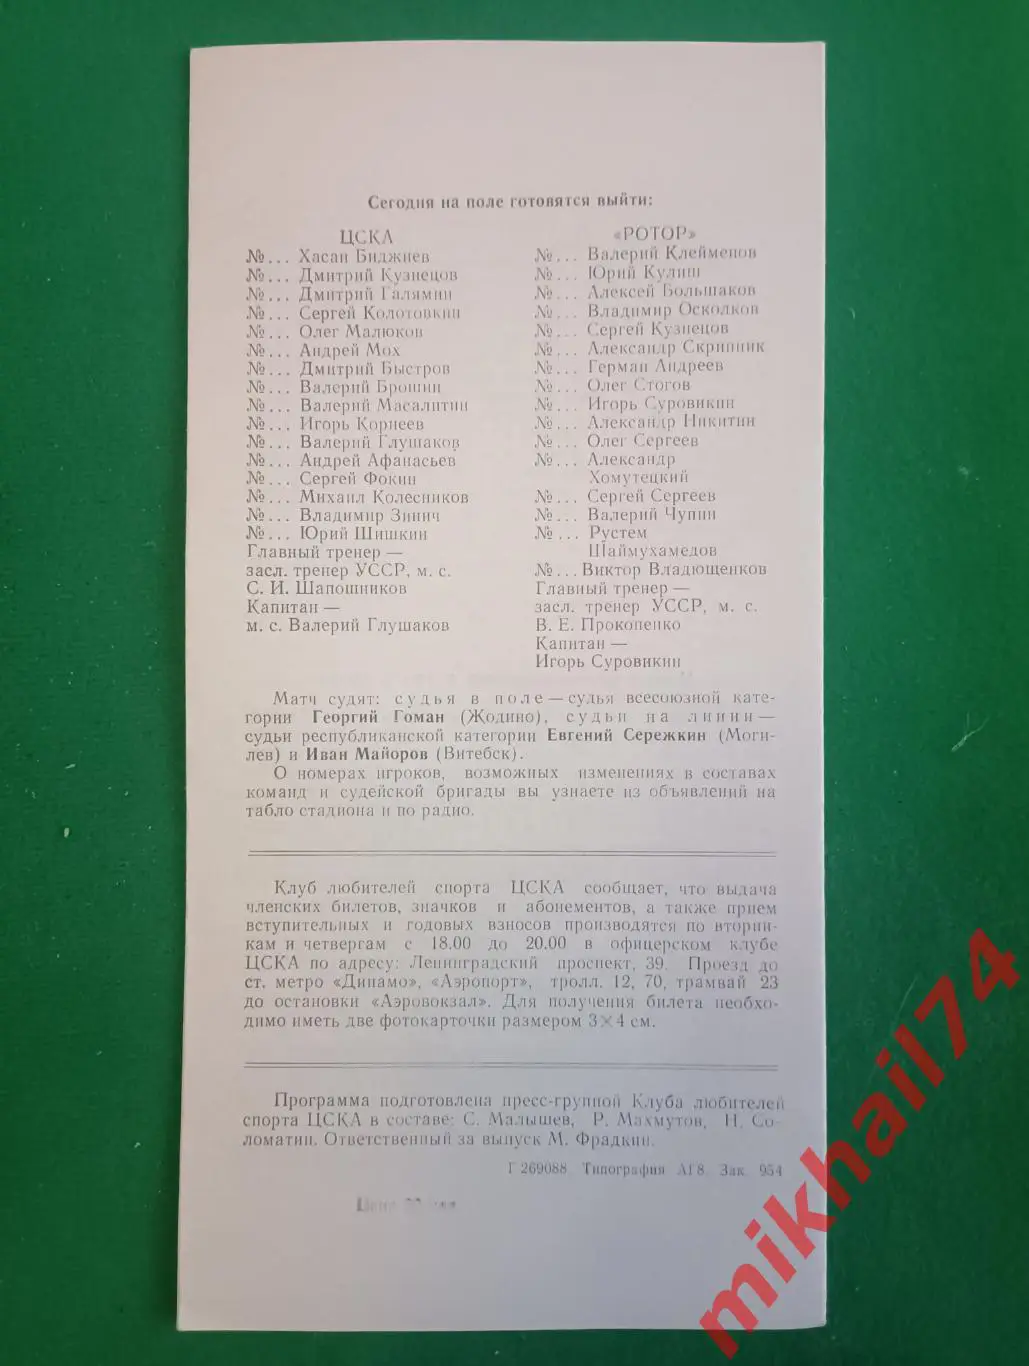 Сегодня на поле готовятся выйти:
ЦСКА
№... Хасан Биджиев
№... Дмитрий Кузнецов
№... Дмитрий Галямин
№... Сергей Колотовкин
№... Олег Малюков
№... Андрей Мох
№... Дмитрий Быстров
№... Валерий Брошин
№... Валерий Масалитин
№... Игорь Корнеев
№... Валерий Глушаков
№... Андрей Афанасьев
№... Сергей Фокин
№... Михаил Колесников
№... Владимир Зинич
№... Юрий Шишкин
Главный тренер —
засл. тренер УССР, м. с.
С. И. Шапошников
Капитан —
м. с. Валерий Глушаков
«РОТОР»
№... Валерий Клейменов
№... Юрий Кулиш
№... Алексей Большаков
№... Владимир Осколков
№... Сергей Кузнецов
№... Александр Скрипник
№... Герман Андреев
№... Олег Стогов
№... Игорь Суровикин
№... Александр Никитин
№... Олег Сергеев
№... Александр
Хомутецкий
№... Сергей Сергеев
№... Валерий Чупин
№... Рустем
Шаймухамедов
№... Виктор Владющенков
Главный тренер —
засл. тренер УССР, м. с.
В. Е. Прокопенко
Капитан —
Игорь Суровикин
Матч судят: судья в поле — судья всесоюзной кате-
гории Георгий Гоман (Жодино), судьи на линии —
судьи республиканской категории Евгений Сережкин (Моги-
лев) и Иван Майоров (Витебск).
О номерах игроков, возможных изменениях в составах
команд и судейской бригады вы узнаете из объявлений на
табло стадиона и по радио.
Клуб любителей спорта ЦСКА сообщает, что выдача
членских билетов, значков и абонементов, а также прием
вступительных и годовых взносов производятся по вторни-
кам и четвергам с 18.00 до 20.00 в офицерском клубе
ЦСКА по адресу: Ленинградский проспект, 39. Проезд до
ст. метро «Динамо», «Аэропорт», тролл. 12, 70, трамвай 23
до остановки «Аэровокзал». Для получения билета необхо-
димо иметь две фотокарточки размером 3×4 см.
Программа подготовлена пресс-группой Клуба любителей
спорта ЦСКА в составе: С. Малышев, Р. Махмутов, Н. Со-
ломатин. Ответственный за выпуск М. Фрадкин.
Г 269088. Типография АГ8. Зак. 954
Цена
mikhail74